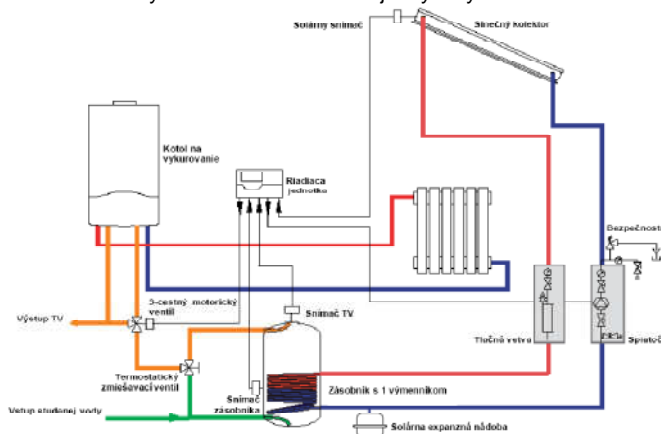 Solárny snímač
Slnečný kolektor
Kotol na
vykurovanie
Riadiaca
jednotka
Bezpečnost
3-cestný motorický
ventil
Snímač TV
Výstup TV
Tlačná vetva
Spiatoč
Termostatický
zmiešavací ventil
Snímač
zásobníka
Zásobník s 1 výmenníkom
Vstup studenej vody
Solárna expanzná nádoba